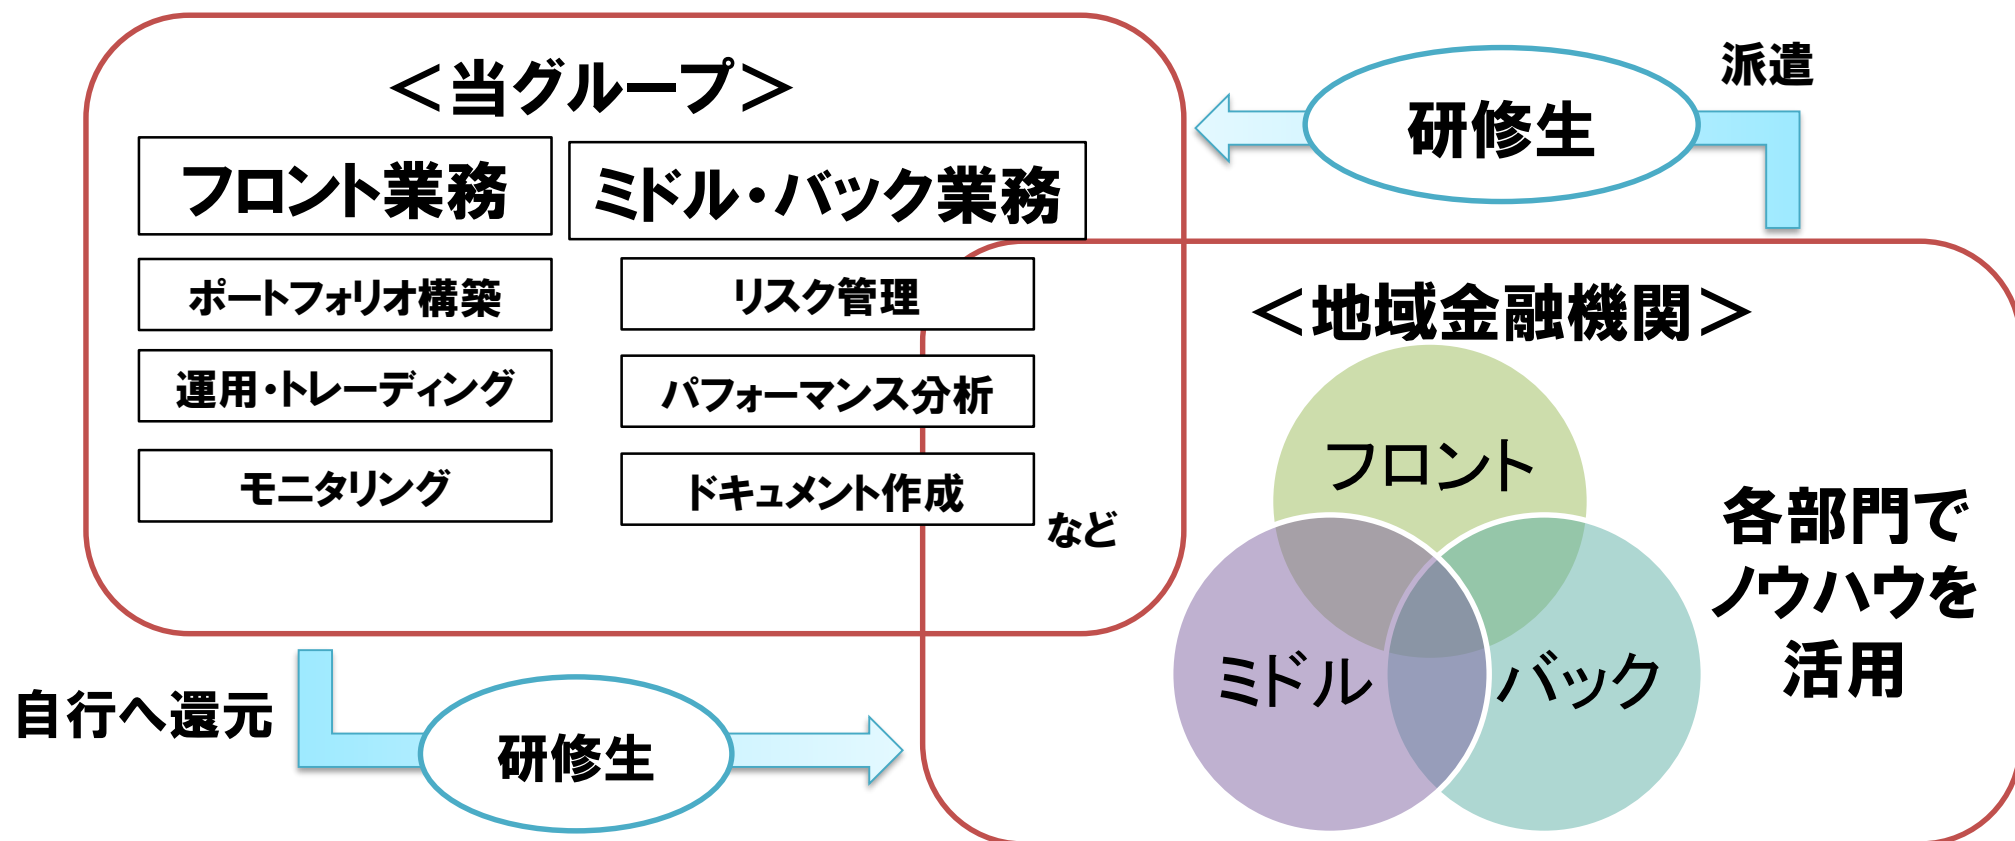 ＜当グループ＞
フロント業務
ミドル・バック業務
ポートフォリオ構築
リスク管理
運用・トレーディング
パフォーマンス分析
モニタリング
ドキュメント作成
など
研修生
派遣
＜地域金融機関＞
フロント
ミドル
バック
各部門で
ノウハウを
活用
自行へ還元
研修生